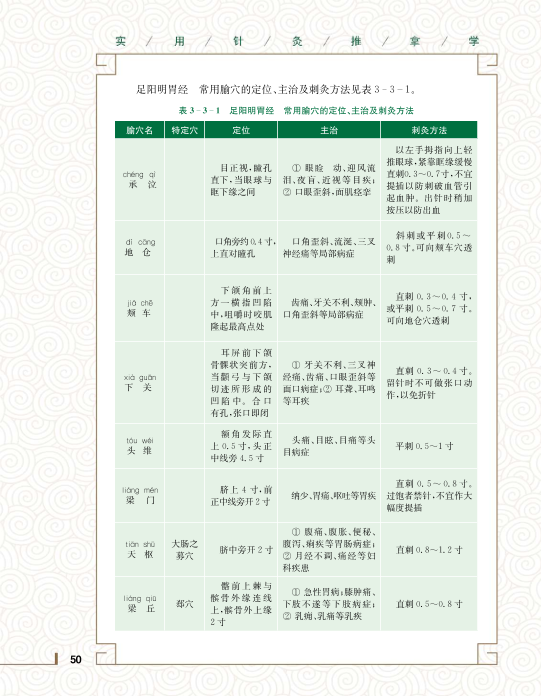 实 / 用 / 针 / 灸 / 推 / 拿 / 学
足阳明胃经　常用腧穴的定位、主治及刺灸方法见表 3-3-1。
表 3-3-1　足阳明胃经　常用腧穴的定位、主治及刺灸方法
腧穴名 特定穴 定位 主治 刺灸方法
chéng qì
承 泣
目正视,瞳孔
直下,当眼球与
眶下缘之间
① 眼睑 动、迎风流
泪、夜盲、近视等目疾;
② 口眼歪斜,面肌痉挛
以左手拇指向上轻
推眼球,紧靠眶缘缓慢
直刺0.3~0.7寸,不宜
提插以防刺破血管引
起血肿。出针时稍加
按压以防出血
dì cāng
地 仓
口角旁约 0.4 寸,
上直对瞳孔
口角歪斜、流涎、三叉
神经痛等局部病症
斜刺或平刺0.5~
0.8 寸。可向颊车穴透
刺
jiá chē
颊 车
下颌角前上
方一横指凹陷
中,咀嚼时咬肌
隆起最高点处
齿痛、牙关不利、颊肿、
口角歪斜等局部病症
直刺 0.3~0.4 寸,
或平刺 0.5~0.7 寸。
可向地仓穴透刺
xià guān
下 关
耳屏前下颌
骨髁状突前方,
当颧弓与下颌
切迹所形成的
凹陷中。合口
有孔,张口即闭
① 牙关不利、三叉神
经痛、齿痛、口眼歪斜等
面口病症;② 耳聋、耳鸣
等耳疾
直刺 0.3~0.4 寸。
留针时不可做张口动
作,以免折针
tóu wéi
头 维
额角发际直
上 0.5 寸,头正
中线旁 4.5 寸
头痛、目眩、目痛等头
目病症
平刺 0.5~1 寸
liáng mén
梁 门
脐上 4 寸,前
正中线旁开 2 寸
纳少、胃痛、呕吐等胃疾
直刺 0.5~0.8 寸。
过饱者禁针,不宜作大
幅度提插
tiān shū
天 枢
大肠之
募穴
脐中旁开 2 寸
① 腹痛、腹胀、便秘、
腹泻、痢疾等胃肠病症;
② 月经不调、痛经等妇
科疾患
直刺 0.8~1.2 寸
liáng qiū
梁 丘
郄穴
髂前上棘与
髌骨外缘连线
上,髌骨外上缘
2 寸
① 急性胃病;膝肿痛、
下肢不遂等下肢病症;
② 乳痈、乳痛等乳疾
直刺 0.5~0.8 寸
50